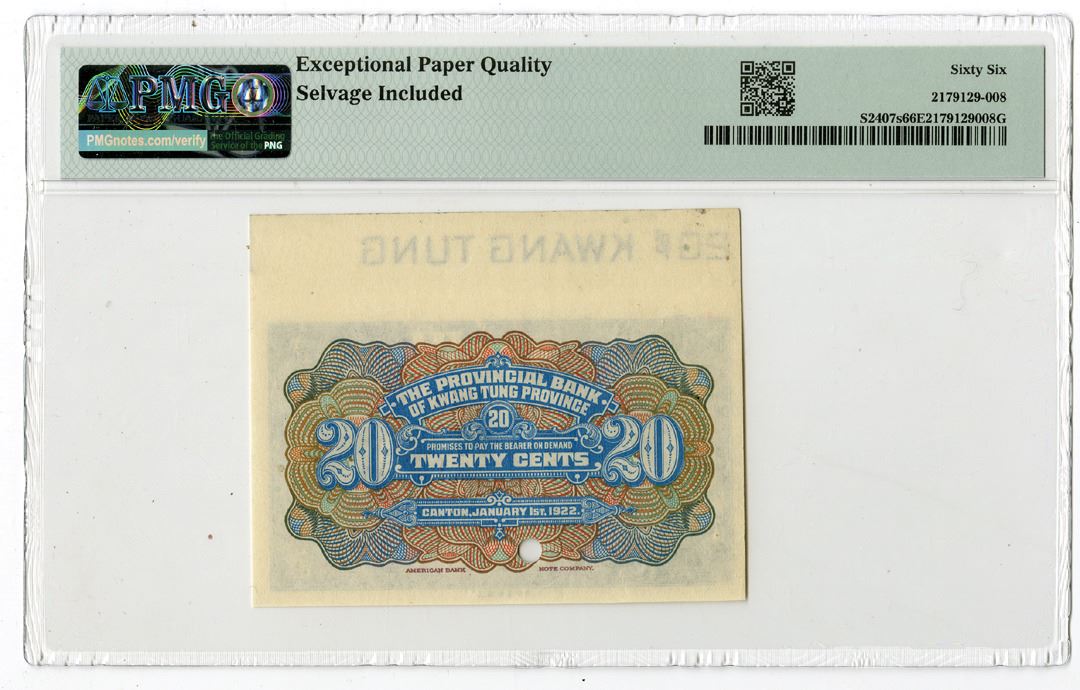 PMG
PMGnotes.com/verify
The Official Grading
Service of the PNG
Exceptional Paper Quality
Selvage Included
Sixty Six
2179129-008
S2407s66E2179129008G
KWANG TUNG
THE PROVINCIAL BANK
OF KWANG TUNG PROVINCE
20
20
20
PROMISES TO PAY THE BEARER ON DEMAND
TWENTY CENTS
CANTON, JANUARY 1ST. 1922.
AMERICAN BANK NOTE COMPANY.